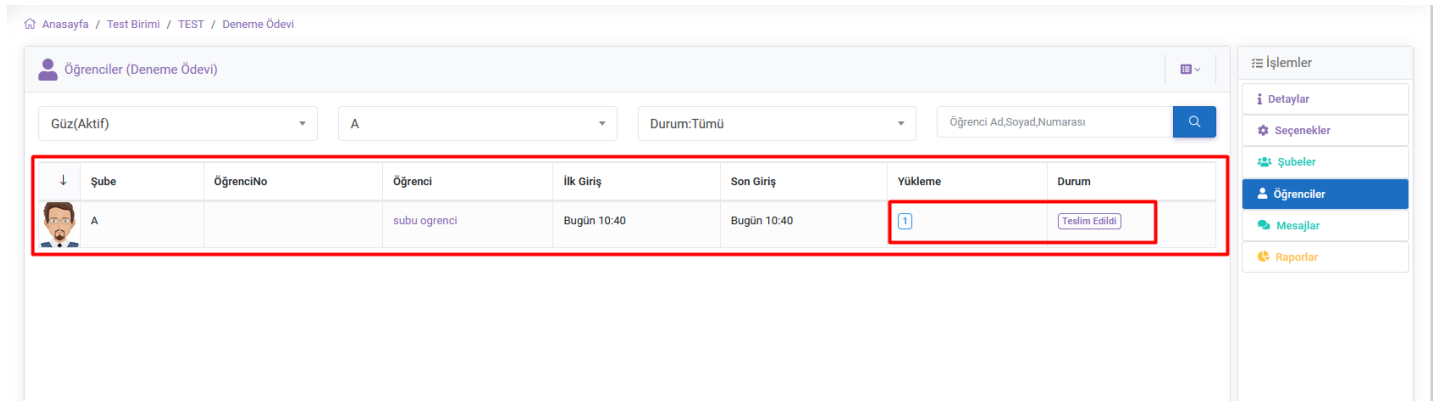 Anasayfa / Test Birimi / TEST / Deneme Ödevi
Öğrenciler (Deneme Ödevi)
Güz(Aktif)
A
Durum:Tümü
Öğrenci Ad,Soyad,Numarası
Şube ÖğrenciNo Öğrenci İlk Giriş Son Giriş Yükleme Durum
A subu ogrenci Bugün 10:40 Bugün 10:40 1 Teslim Edildi
İşlemler
Detaylar
Seçenekler
Şubeler
Öğrenciler
Mesajlar
Raporlar